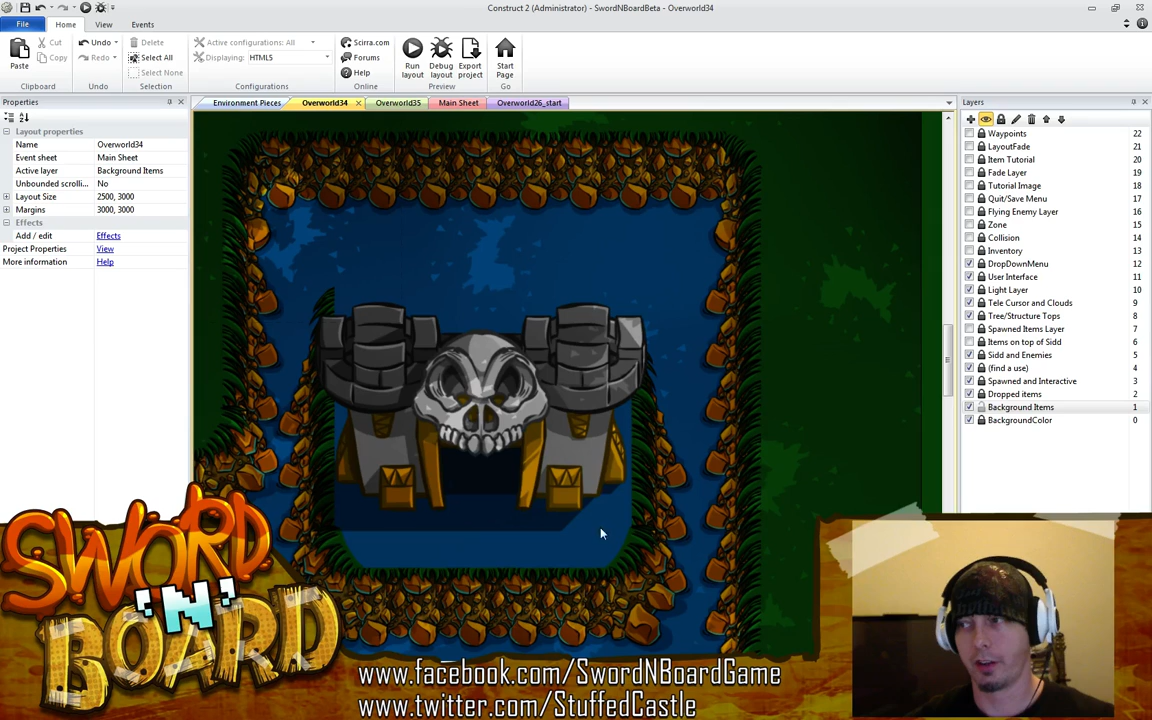 Construct 2 (Administrator) - SwordNBoardBeta - Overworld34
File Home View Events
Paste Cut Copy Undo Redo Delete Select All Select None Active configurations: All Displaying: HTML5 Scirra.com Forums Help Run layout Debug layout Export project Start Page
Clipboard Undo Selection Configurations Online Preview Go
Properties
Layout properties
Name Overworld34
Event sheet Main Sheet
Active layer Background Items
Unbounded scrolli... No
Layout Size 2500, 3000
Margins 3000, 3000
Effects
Add / edit Effects
Project Properties View
More information Help
Environment Pieces Overworld34 Overworld35 Main Sheet Overworld26_start
Layers
Waypoints 22
LayoutFade 21
Item Tutorial 20
Fade Layer 19
Tutorial Image 18
Quit/Save Menu 17
Flying Enemy Layer 16
Zone 15
Collision 14
Inventory 13
DropDownMenu 12
User Interface 11
Light Layer 10
Tele Cursor and Clouds 9
Tree/Structure Tops 8
Spawned Items Layer 7
Items on top of Sidd 6
Sidd and Enemies 5
(find a use) 4
Spawned and Interactive 3
Dropped items 2
Background Items 1
BackgroundColor 0
SWORD
'N'
BOARD
www.facebook.com/SwordNBoardGame
www.twitter.com/StuffedCastle